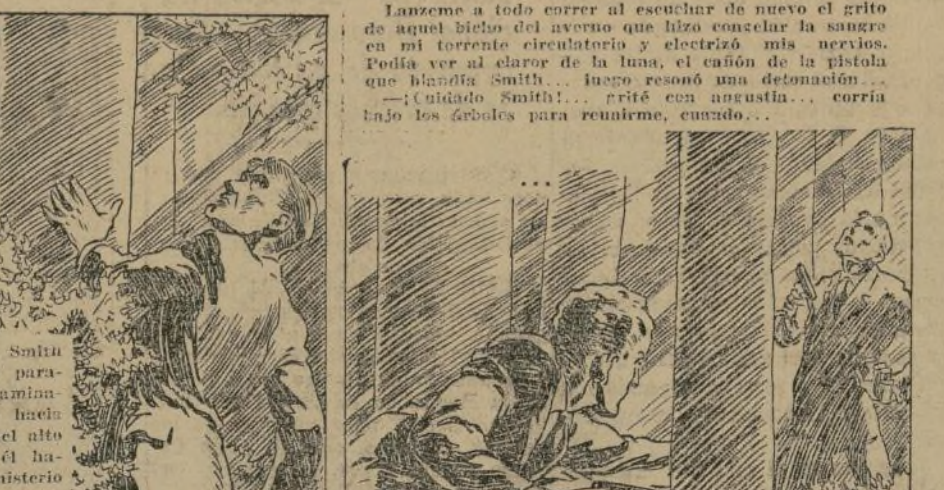 Smith
para-
amina-
hacia
el alto
él ha-
nisterio
Lanzeme a todo correr al escuchar de nuevo el grito
de aquel bicho del averno que hizo congelar la sangre
en mi torrente circulatorio y electrizó mis nervios.
Podía ver al claror de la luna, el cañón de la pistola
que blandía Smith... luego resonó una detonación...
—¡Cuidado Smith!... grité con angustia... corría
bajo los árboles para reunirme, cuando...
...